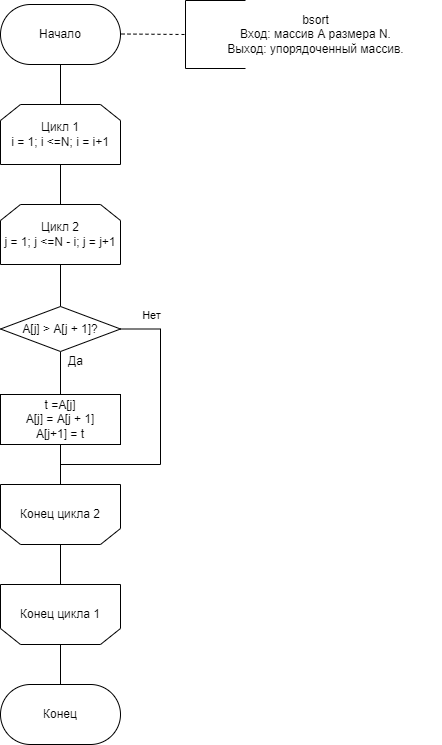 Начало
bsort
Вход: массив А размера N.
Выход: упорядоченный массив.
Цикл 1
i = 1; i <=N; i = i+1
Цикл 2
j = 1; j <=N - i; j = j+1
A[j] > A[j + 1]?
Нет
Да
t =A[j]
A[j] = A[j + 1]
A[j+1] = t
Конец цикла 2
Конец цикла 1
Конец